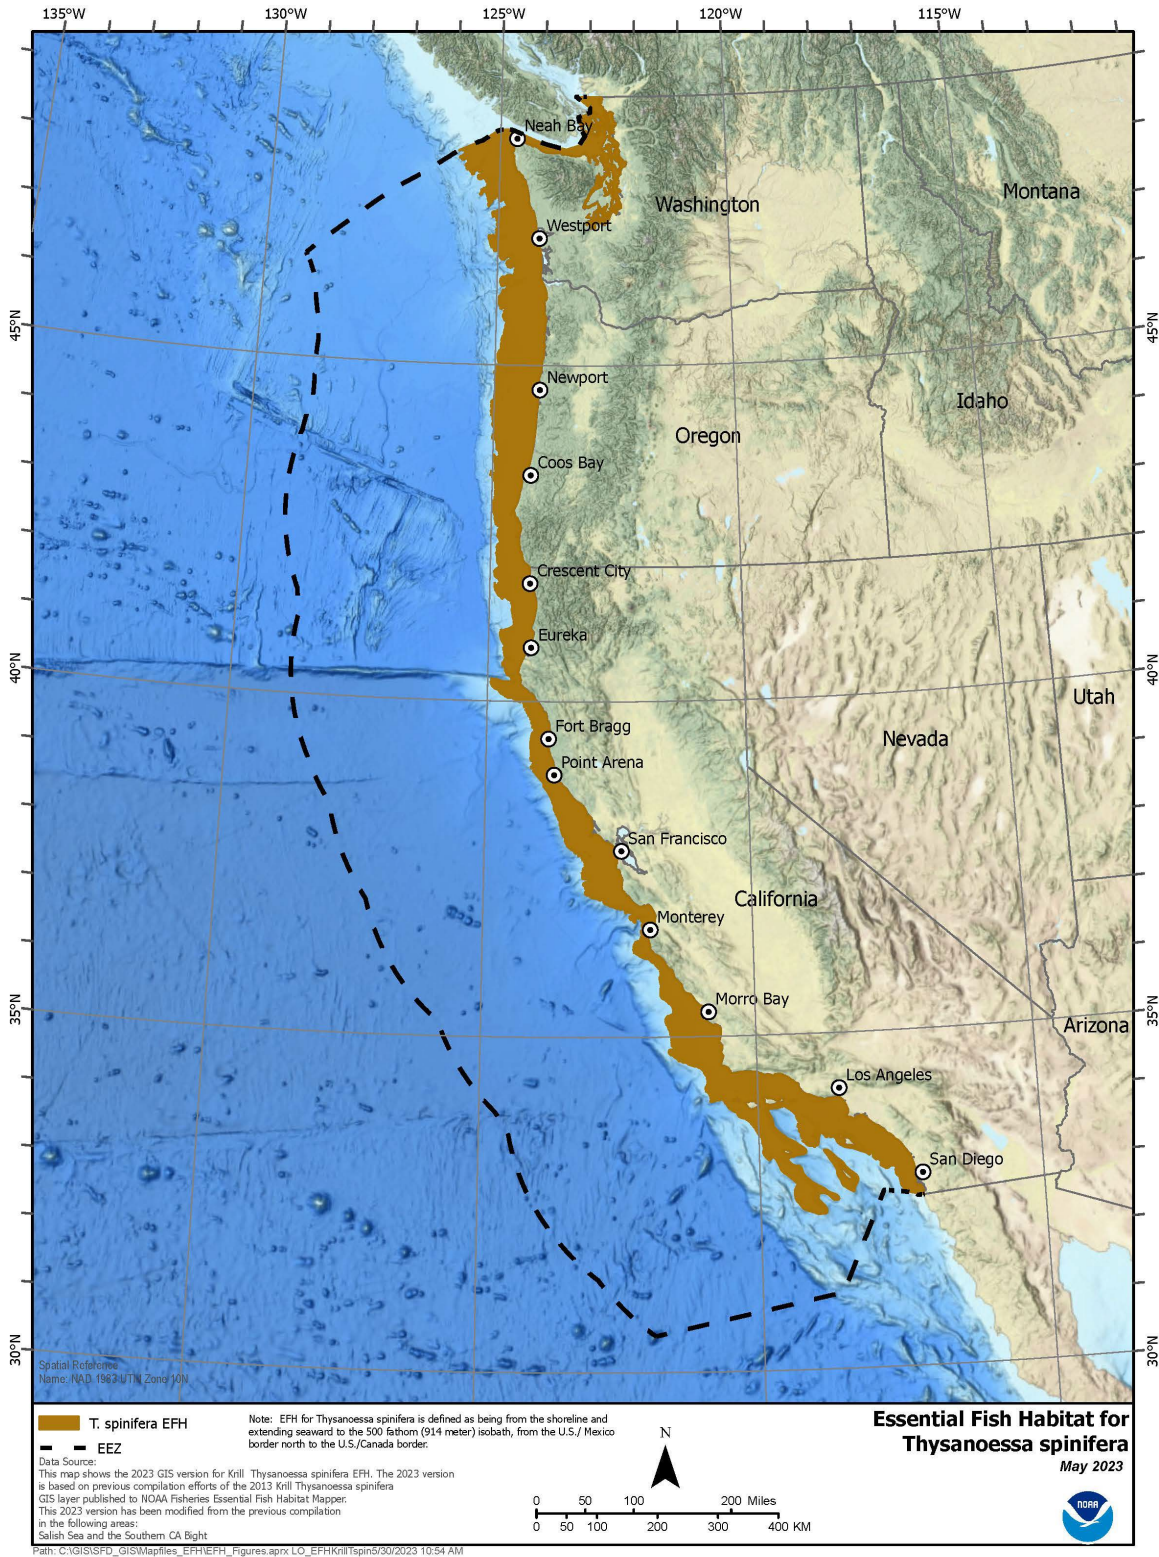 135°W 130°W 125°W 120°W 115°W
Neah Bay
Montana
Washington
Westport
45°N 45°N
Newport
Idaho
Oregon
Coos Bay
Crescent City
Eureka
40°N 40°N
Utah
Fort Bragg
Nevada
Point Arena
San Francisco
California
Monterey
Morro Bay
35°N 35°N
Arizona
Los Angeles
San Diego
30°N 30°N
Spatial Reference
Name: NAD 1983 UTM Zone 10N
T. spinifera EFH
EEZ
Note: EFH for Thysanoessa spinifera is defined as being from the shoreline and
extending seaward to the 500 fathom (914 meter) isobath, from the U.S./ Mexico
border north to the U.S./Canada border.
Data Source:
This map shows the 2023 GIS version for Krill Thysanoessa spinifera EFH. The 2023 version
is based on previous compilation efforts of the 2013 Krill Thysanoessa spinifera
GIS layer published to NOAA Fisheries Essential Fish Habitat Mapper.
This 2023 version has been modified from the previous compilation
in the following areas:
Salish Sea and the Southern CA Bight
N
0 50 100 200 Miles
0 50 100 200 300 400 KM
Essential Fish Habitat for
Thysanoessa spinifera
May 2023
NOAA
Path: C:\GIS\SFD_GIS\Mapfiles_EFH\EFH_Figures.aprx LO_EFHKrillTspin5/30/2023 10:54 AM